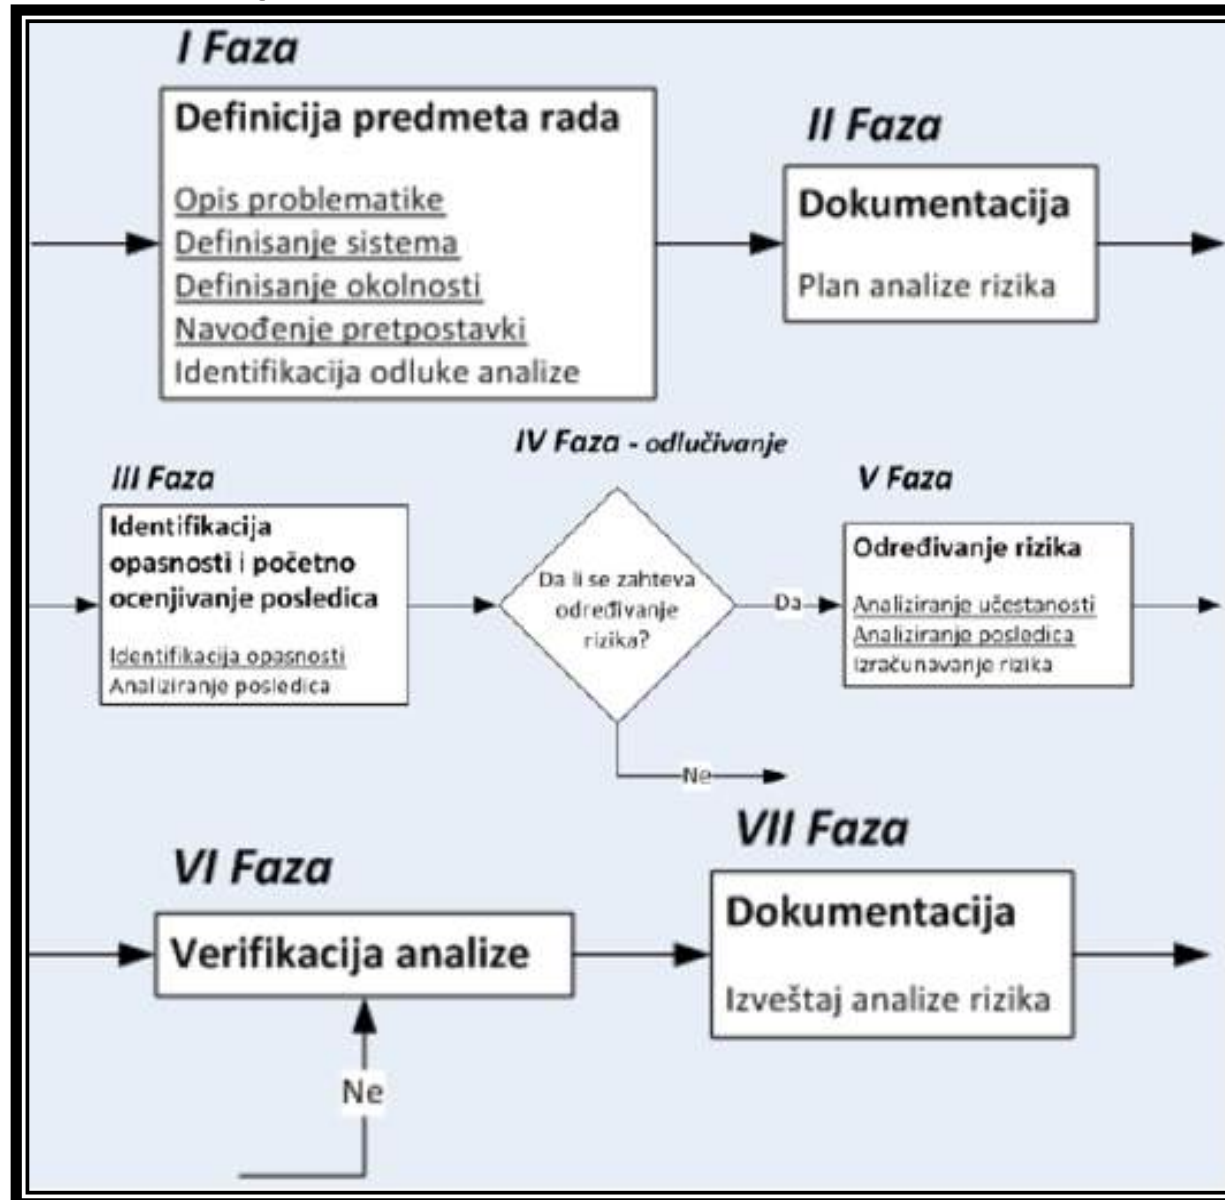 I Faza
Definicija predmeta rada
Opis problematike
Definisanje sistema
Definisanje okolnosti
Navođenje pretpostavki
Identifikacija odluke analize
II Faza
Dokumentacija
Plan analize rizika
III Faza
Identifikacija
opasnosti i početno
ocenjivanje posledica
Identifikacija opasnosti
Analiziranje posledica
IV Faza - odlučivanje
Da li se zahteva
određivanje
rizika?
Da
Ne
V Faza
Određivanje rizika
Analiziranje učestanosti
Analiziranje posledica
Izračunavanje rizika
VI Faza
Verifikacija analize
Ne
VII Faza
Dokumentacija
Izveštaj analize rizika